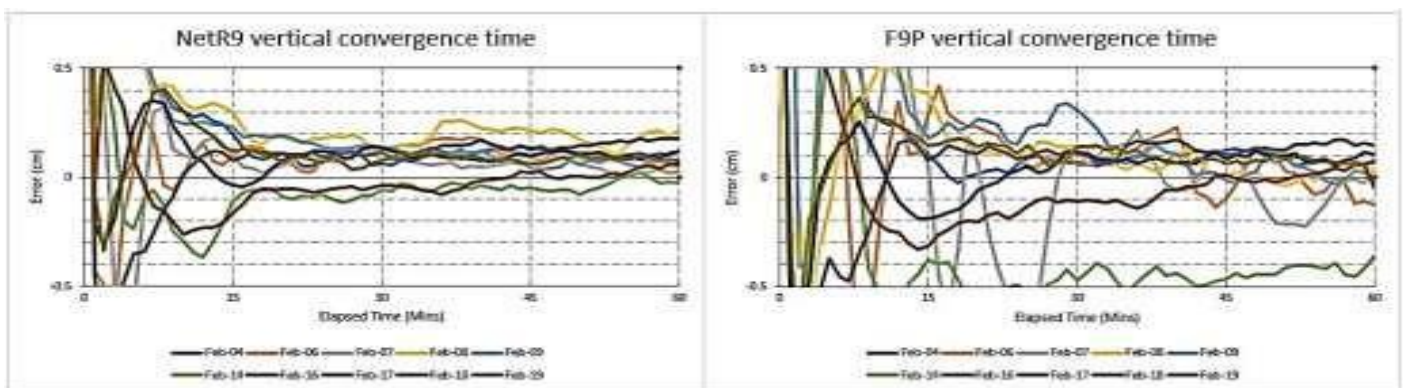 NetR9 vertical convergence time
0.5
0
-0.5
Error (cm)
0 15 30 45 60
Elapsed Time (Mins)
Feb-04 Feb-06 Feb-07 Feb-08 Feb-09
Feb-14 Feb-16 Feb-17 Feb-18 Feb-19
F9P vertical convergence time
0.5
0
-0.5
Error (cm)
0 15 30 45 60
Elapsed Time (Mins)
Feb-04 Feb-06 Feb-07 Feb-08 Feb-09
Feb-14 Feb-16 Feb-17 Feb-18 Feb-19